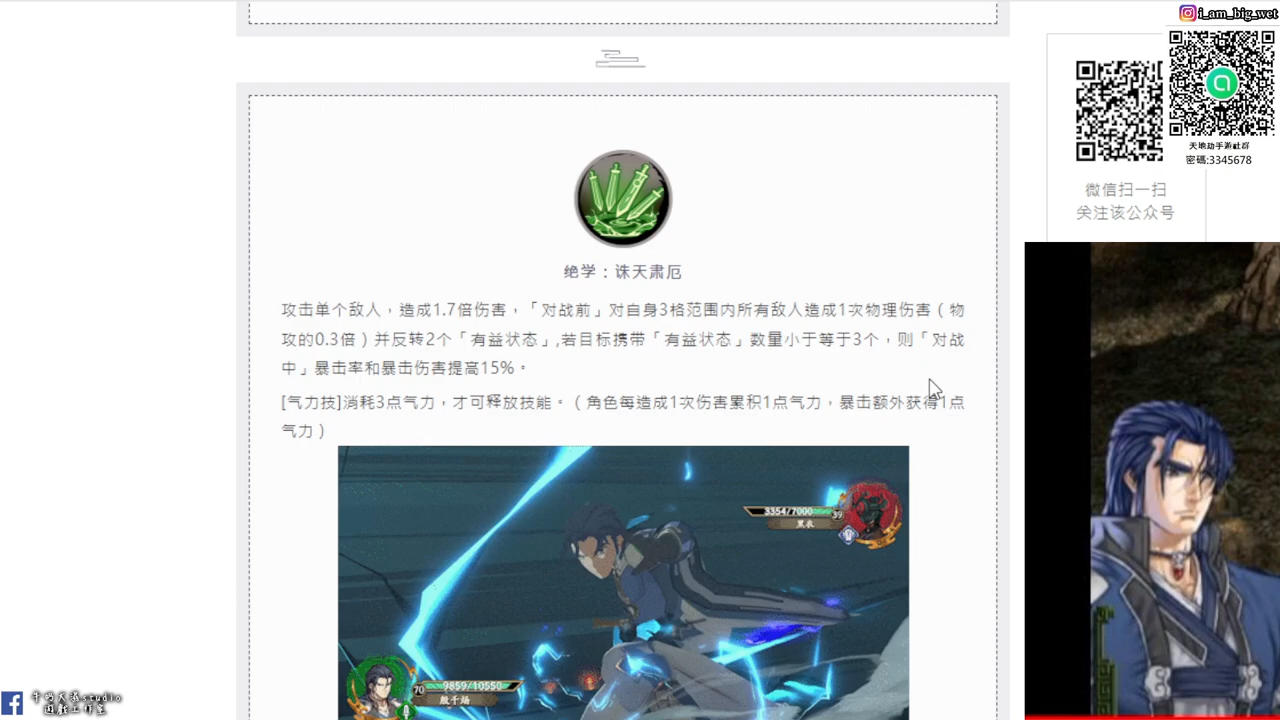 i_am_big_wet
天地劫手游社群
密碼:3345678
微信扫一扫
关注该公众号
绝学：诛天肃厄
攻击单个敌人，造成1.7倍伤害，「对战前」对自身3格范围内所有敌人造成1次物理伤害（物
攻的0.3倍）并反转2个「有益状态」,若目标携带「有益状态」数量小于等于3个，则「对战
中」暴击率和暴击伤害提高15%。
[气力技]消耗3点气力，才可释放技能。（角色每造成1次伤害累积1点气力，暴击额外获得1点
气力）
3354/7000
39
黑衣
70
9859/10550
殷千殇
studio